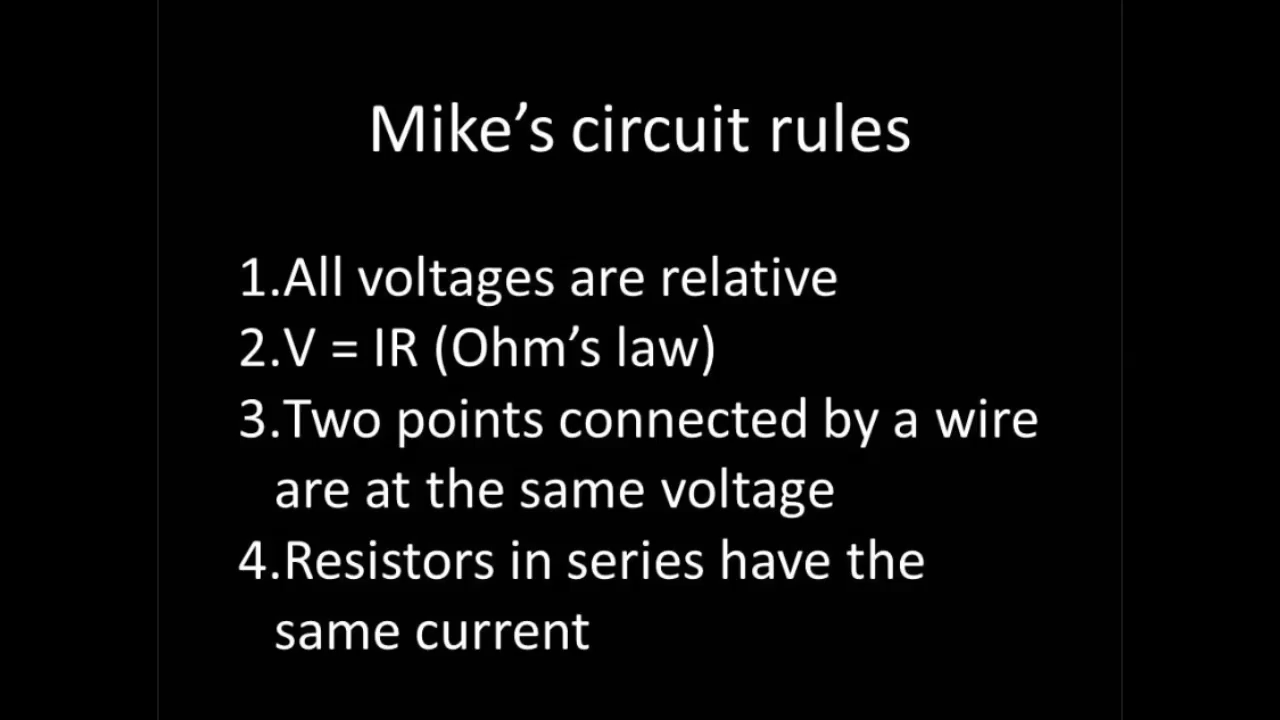 Mike’s circuit rules
1.All voltages are relative
2.V = IR (Ohm’s law)
3.Two points connected by a wire
are at the same voltage
4.Resistors in series have the
same current